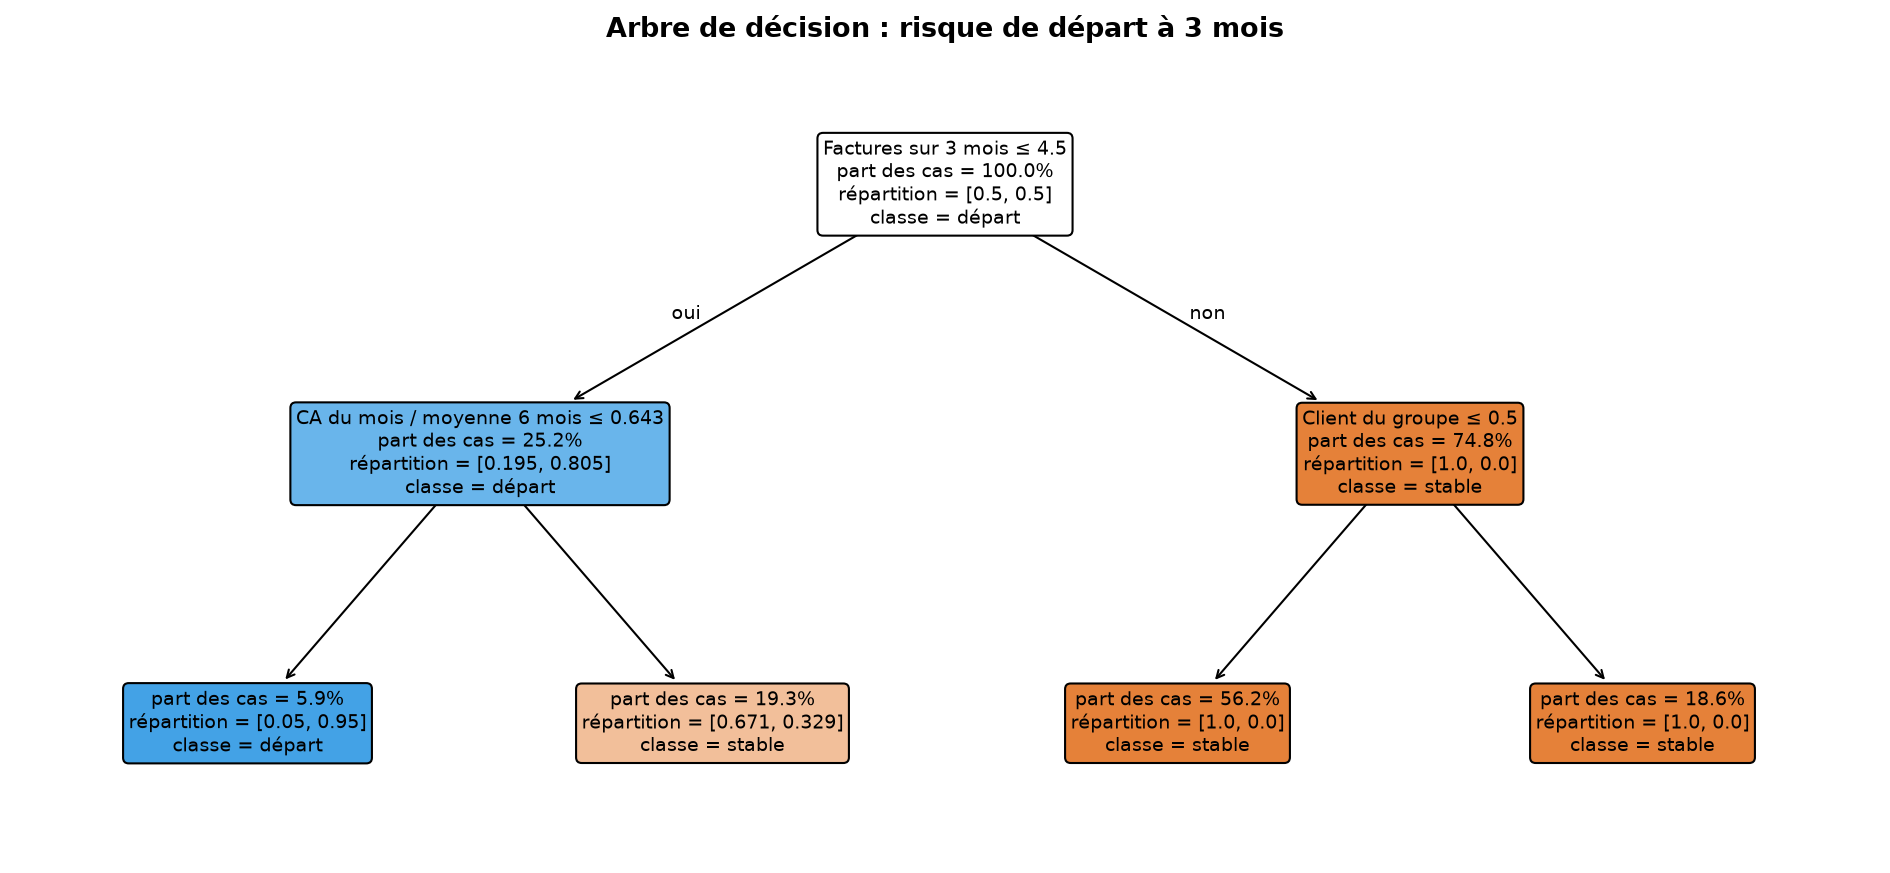 Arbre de décision : risque de départ à 3 mois
Factures sur 3 mois ≤ 4.5
part des cas = 100.0%
répartition = [0.5, 0.5]
classe = départ
oui
non
CA du mois / moyenne 6 mois ≤ 0.643
part des cas = 25.2%
répartition = [0.195, 0.805]
classe = départ
Client du groupe ≤ 0.5
part des cas = 74.8%
répartition = [1.0, 0.0]
classe = stable
part des cas = 5.9%
répartition = [0.05, 0.95]
classe = départ
part des cas = 19.3%
répartition = [0.671, 0.329]
classe = stable
part des cas = 56.2%
répartition = [1.0, 0.0]
classe = stable
part des cas = 18.6%
répartition = [1.0, 0.0]
classe = stable